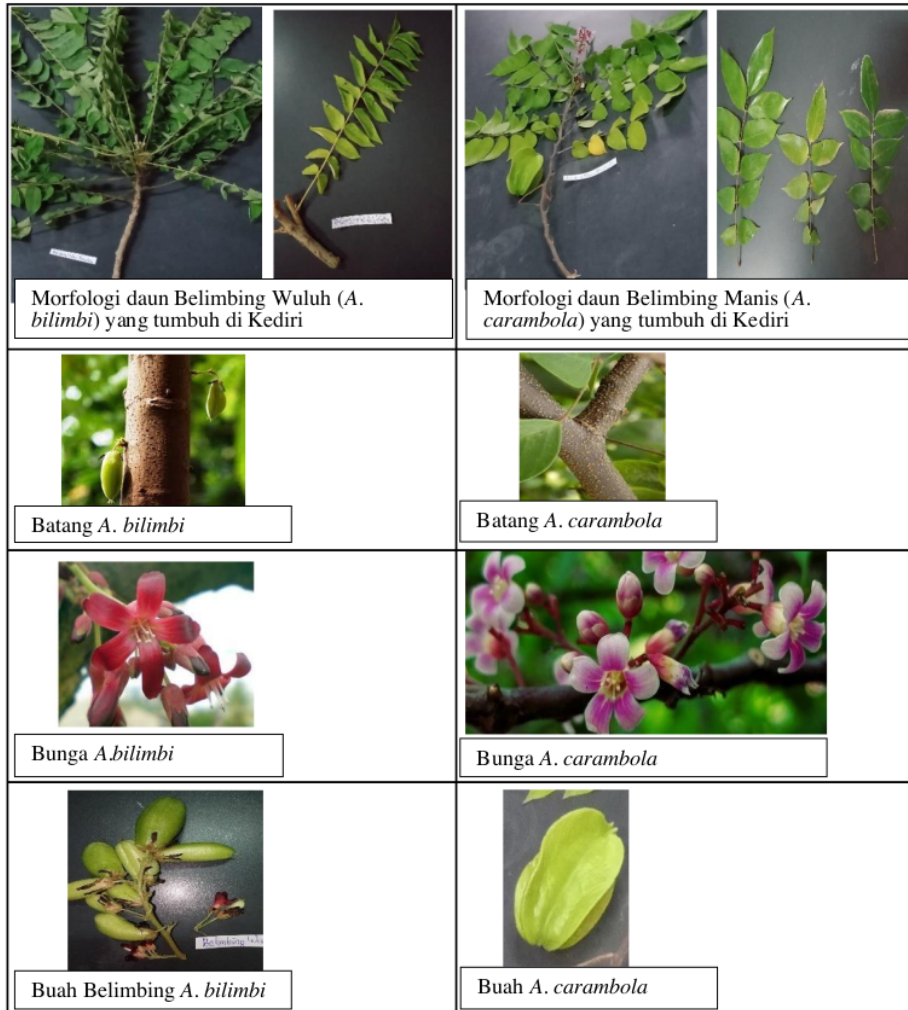 Morfologi daun Belimbing Wuluh (A.
bilimbi) yang tumbuh di Kediri
Morfologi daun Belimbing Manis (A.
carambola) yang tumbuh di Kediri
Batang A. bilimbi
Batang A. carambola
Bunga A.bilimbi
Bunga A. carambola
Belimbing
Buah Belimbing A. bilimbi
Buah A. carambola